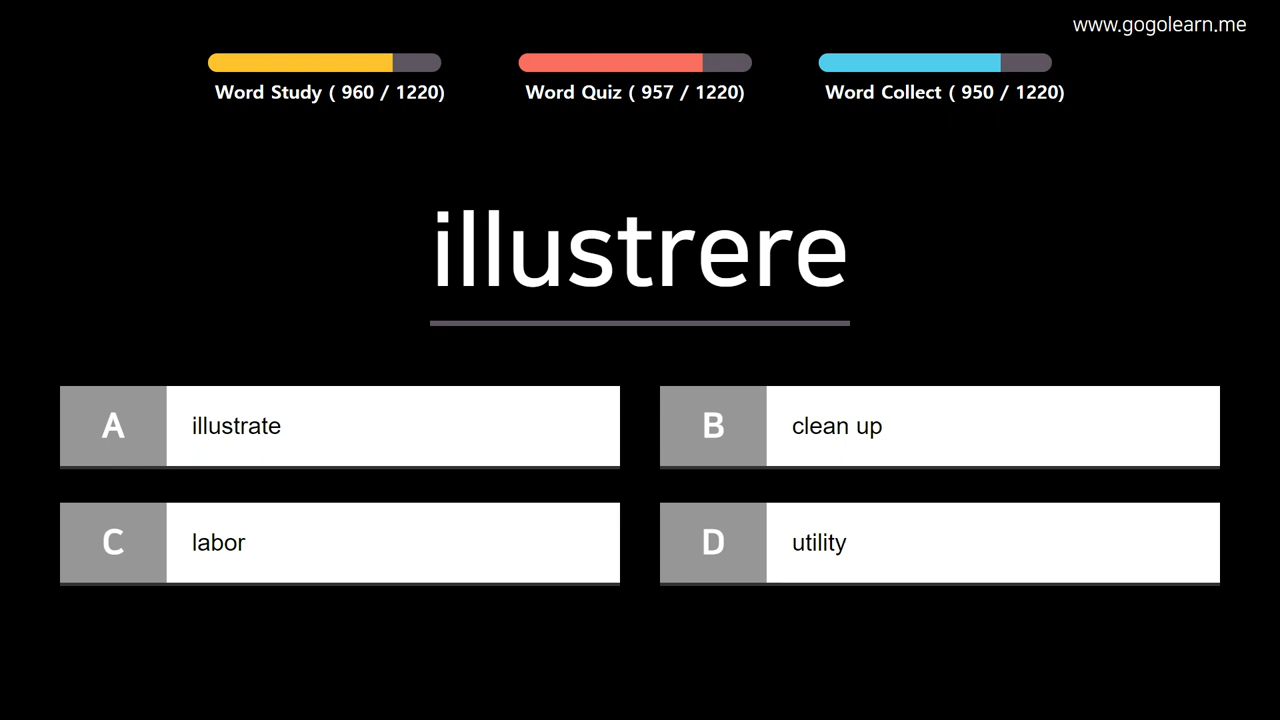 www.gogolearn.me
Word Study ( 960 / 1220)
Word Quiz ( 957 / 1220)
Word Collect ( 950 / 1220)
illustrere
A illustrate
B clean up
C labor
D utility